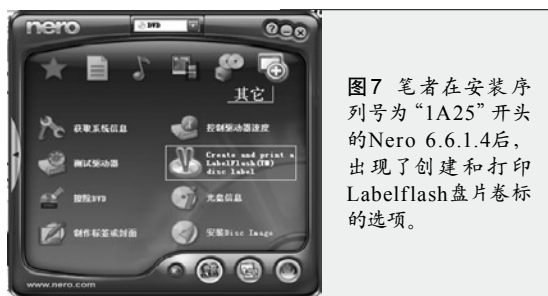 nero
DVD
其它
获取系统信息
控制驱动器速度
测试驱动器
Create and print a
LabelFlash(TM)
disc label
擦除DVD
光盘信息
制作标签或封面
安装Disc Image
www.nero.com
图7 笔者在安装序
列号为“1A25”开头
的Nero 6.6.1.4后,
出现了创建和打印
Labelflash盘片卷标
的选项。